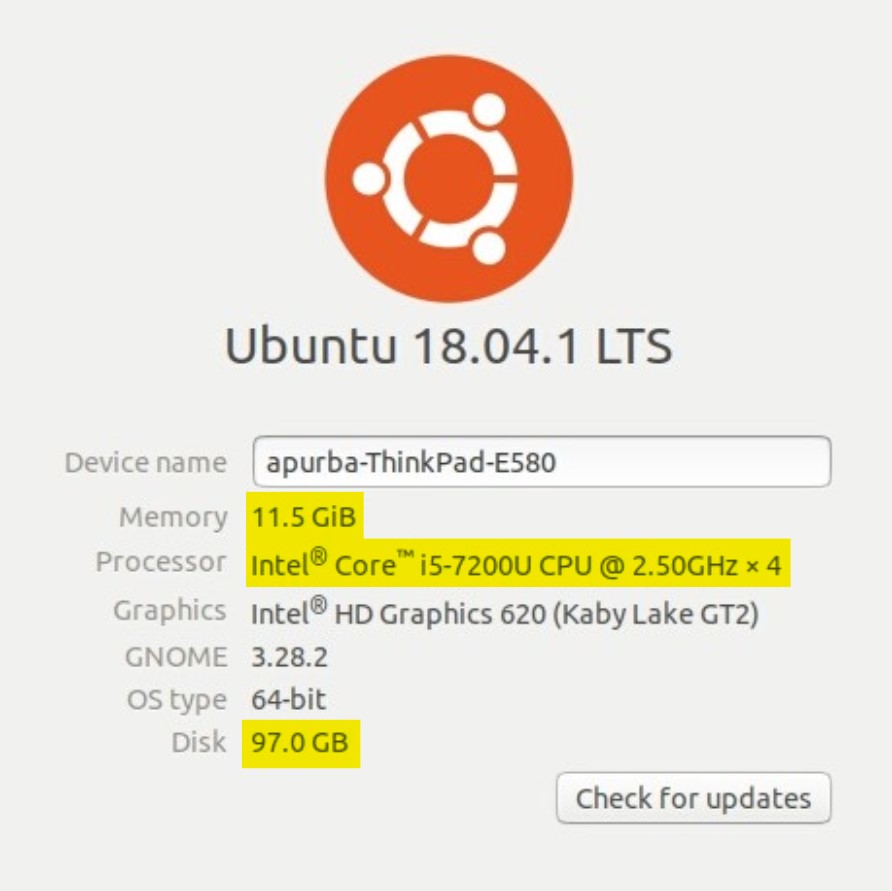 Ubuntu 18.04.1 LTS
Device name apurba-ThinkPad-E580
Memory 11.5 GiB
Processor Intel® Core™ i5-7200U CPU @ 2.50GHz × 4
Graphics Intel® HD Graphics 620 (Kaby Lake GT2)
GNOME 3.28.2
OS type 64-bit
Disk 97.0 GB
Check for updates